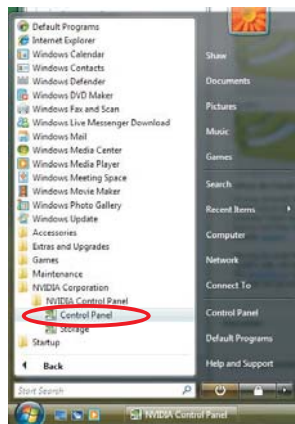 Default Programs
Internet Explorer
Windows Calendar
Windows Contacts
Windows Defender
Windows DVD Maker
Windows Fax and Scan
Windows Live Messenger Download
Windows Mail
Windows Media Center
Windows Media Player
Windows Meeting Space
Windows Movie Maker
Windows Photo Gallery
Windows Update
Accessories
Extras and Upgrades
Games
Maintenance
NVIDIA Corporation
NVIDIA Control Panel
Control Panel
Storage
Startup
Back
Start Search
Shaw
Documents
Pictures
Music
Games
Search
Recent Items
Computer
Network
Connect To
Control Panel
Default Programs
Help and Support
NVIDIA Control Panel